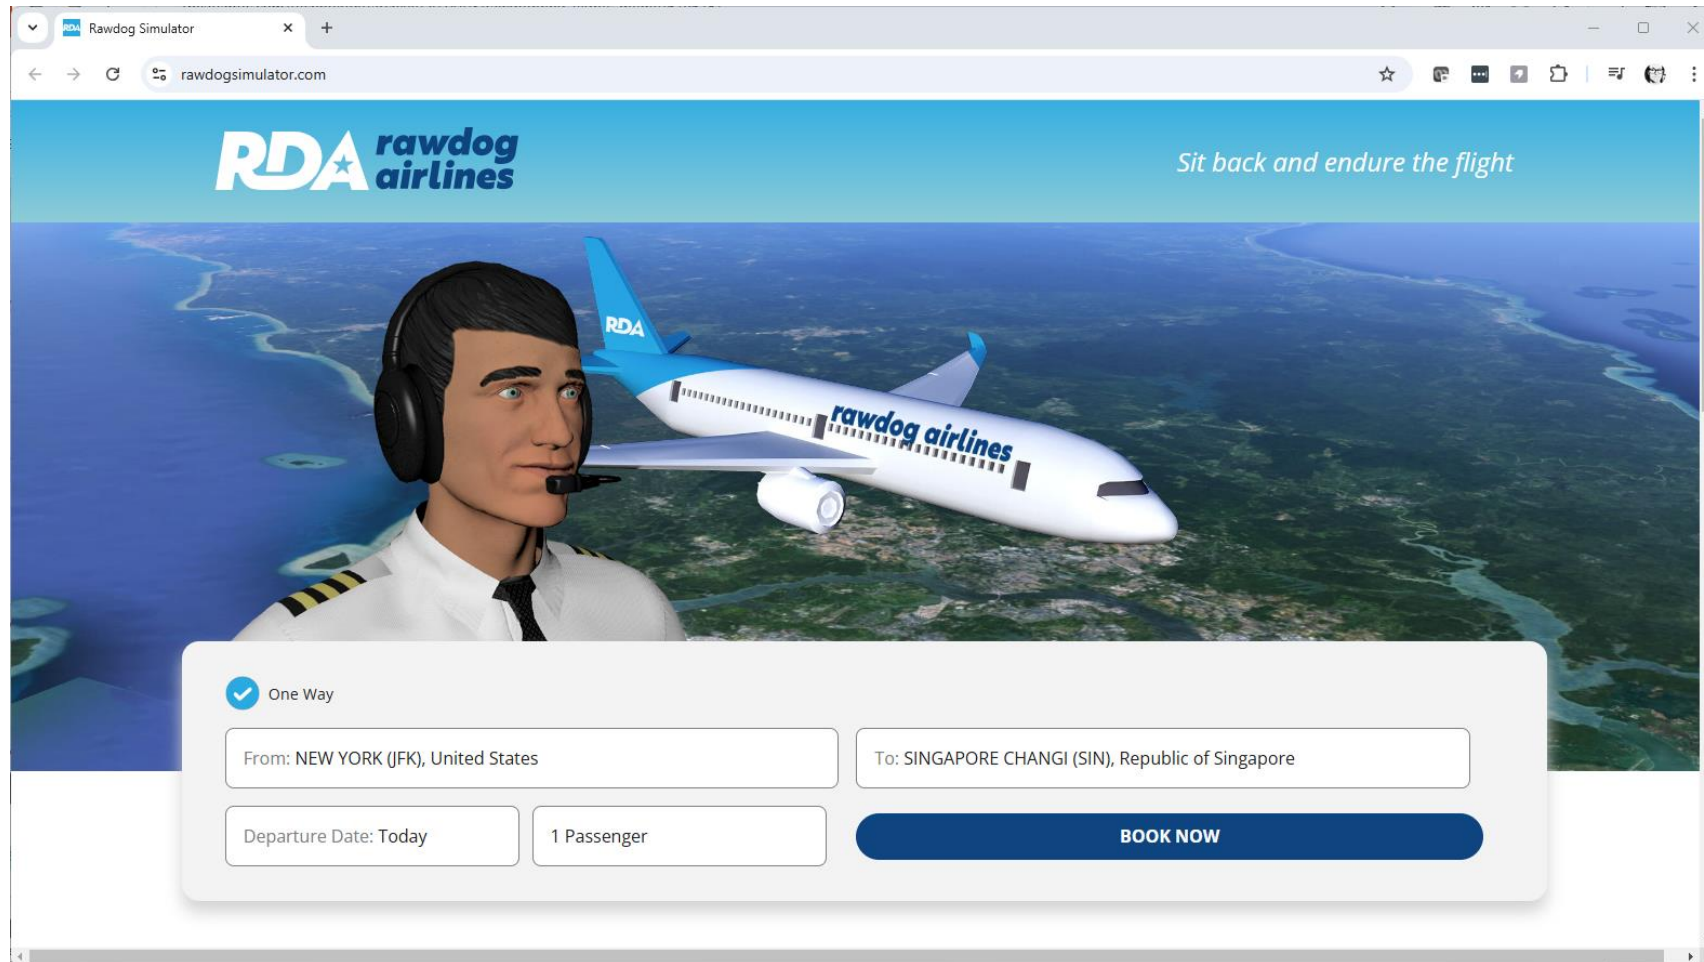 Rawdog Simulator
rawdogsimulator.com
RDA rawdog
airlines
Sit back and endure the flight
RDA
rawdog airlines
One Way
From: NEW YORK (JFK), United States
To: SINGAPORE CHANGI (SIN), Republic of Singapore
Departure Date: Today
1 Passenger
BOOK NOW